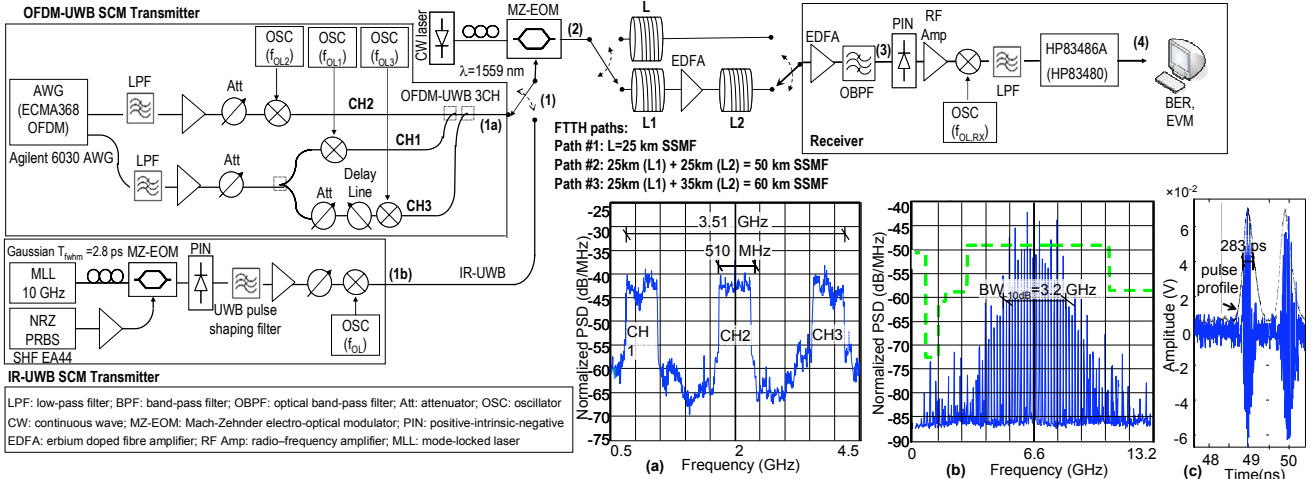 OFDM-UWB SCM Transmitter
AWG
(ECMA368
OFDM)
Agilent 6030 AWG
LPF
Att
OSC
(fOL2)
OSC
(fOL1)
OSC
(fOL3)
CH2
OFDM-UWB 3CH
(1a)
CH1
LPF
Att
Att
Delay
Line
CH3
(1)
CW laser
MZ-EOM
(2)
λ=1559 nm
L
L1
EDFA
L2
FTTH paths:
Path #1: L=25 km SSMF
Path #2: 25km (L1) + 25km (L2) = 50 km SSMF
Path #3: 25km (L1) + 35km (L2) = 60 km SSMF
EDFA
OBPF
(3)
PIN
RF
Amp
OSC
(fOL,RX)
LPF
HP83486A
(HP83480)
(4)
BER,
EVM
Receiver
Gaussian Tfwhm =2.8 ps
MLL
10 GHz
MZ-EOM
NRZ
PRBS
SHF EA44
PIN
UWB pulse
shaping filter
OSC
(fOL)
(1b)
IR-UWB
IR-UWB SCM Transmitter
LPF: low-pass filter; BPF: band-pass filter; OBPF: optical band-pass filter; Att: attenuator; OSC: oscillator
CW: continuous wave; MZ-EOM: Mach-Zehnder electro-optical modulator; PIN: positive-intrinsic-negative
EDFA: erbium doped fibre amplifier; RF Amp: radio–frequency amplifier; MLL: mode-locked laser
Normalized PSD (dB/MHz)
-25
-30
-35
-40
-45
-50
-55
-60
-65
-70
-75
3.51 GHz
510 MHz
CH
1
CH2
CH3
0.5
2
4.5
(a)
Frequency (GHz)
Normalized PSD (dB/MHz)
-40
-45
-50
-55
-60
-65
-70
-75
-80
-85
-90
BW-10dB=3.2 GHz
0
6.6
13.2
(b)
Frequency (GHz)
×10-2
Amplitude (V)
6
4
2
0
-2
-4
-6
283 ps
pulse
profile
48
49
50
(c)
Time(ns)